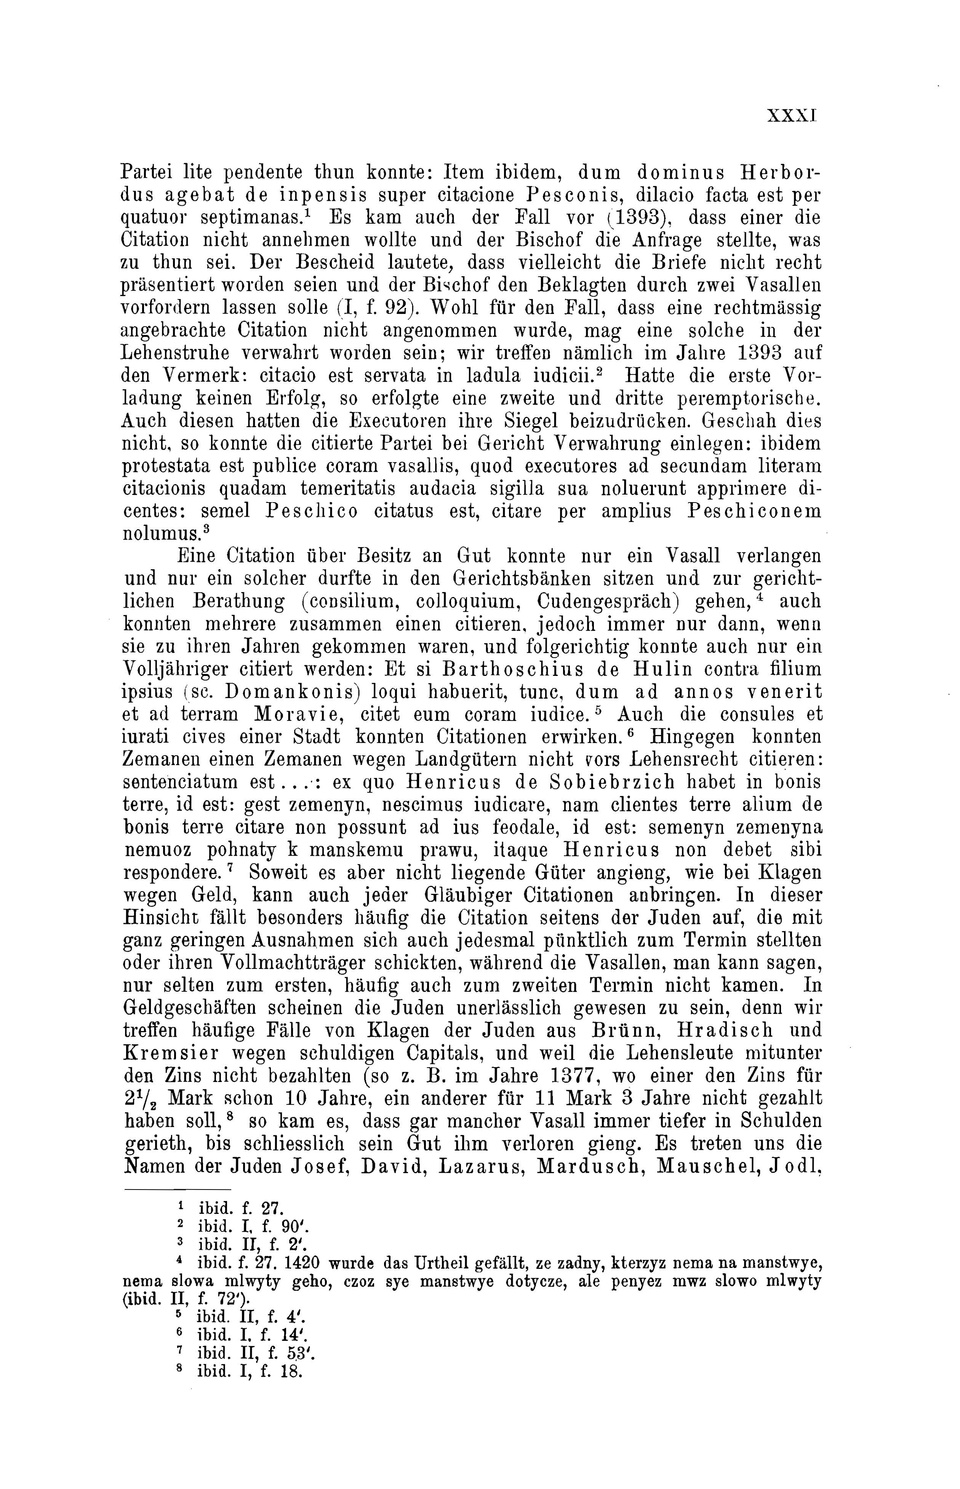 XXXI
Partei lite pendente thun konnte: Item ibidem, dum dominus Herbor-
dus agebat de inpensis super citacione Pesconis, dilacio facta est per
quatuor septimanas.¹ Es kam auch der Fall vor (1393), dass einer die
Citation nicht annehmen wollte und der Bischof die Anfrage stellte, was
zu thun sei. Der Bescheid lautete, dass vielleicht die Briefe nicht recht
präsentiert worden seien und der Bischof den Beklagten durch zwei Vasallen
vorfordern lassen solle (I, f. 92). Wohl für den Fall, dass eine rechtmässig
angebrachte Citation nicht angenommen wurde, mag eine solche in der
Lehenstruhe verwahrt worden sein; wir treffen nämlich im Jahre 1393 auf
den Vermerk: citacio est servata in ladula iudicii.² Hatte die erste Vor-
ladung keinen Erfolg, so erfolgte eine zweite und dritte peremptorische.
Auch diesen hatten die Executoren ihre Siegel beizudrücken. Geschah dies
nicht, so konnte die citierte Partei bei Gericht Verwahrung einlegen: ibidem
protestata est publice coram vasallis, quod executores ad secundam literam
citacionis quadam temeritatis audacia sigilla sua noluerunt apprimere di-
centes: semel Peschico citatus est, citare per amplius Peschiconem
nolumus.³
Eine Citation über Besitz an Gut konnte nur ein Vasall verlangen
und nur ein solcher durfte in den Gerichtsbänken sitzen und zur gericht-
lichen Berathung (consilium, colloquium, Cudengespräch) gehen,⁴ auch
konnten mehrere zusammen einen citieren, jedoch immer nur dann, wenn
sie zu ihren Jahren gekommen waren, und folgerichtig konnte auch nur ein
Volljähriger citiert werden: Et si Barthoschius de Hulin contra filium
ipsius (sc. Domankonis) loqui habuerit, tunc, dum ad annos venerit
et ad terram Moravie, citet eum coram iudice.⁵ Auch die consules et
iurati cives einer Stadt konnten Citationen erwirken.⁶ Hingegen konnten
Zemanen einen Zemanen wegen Landgütern nicht vors Lehensrecht citieren:
sentenciatum est...: ex quo Henricus de Sobiebrzich habet in bonis
terre, id est: gest zemenyn, nescimus iudicare, nam clientes terre alium de
bonis terre citare non possunt ad ius feodale, id est: semenyn zemenyna
nemuoz pohnaty k manskemu prawu, itaque Henricus non debet sibi
respondere.⁷ Soweit es aber nicht liegende Güter angieng, wie bei Klagen
wegen Geld, kann auch jeder Gläubiger Citationen anbringen. In dieser
Hinsicht fällt besonders häufig die Citation seitens der Juden auf, die mit
ganz geringen Ausnahmen sich auch jedesmal pünktlich zum Termin stellten
oder ihren Vollmachtträger schickten, während die Vasallen, man kann sagen,
nur selten zum ersten, häufig auch zum zweiten Termin nicht kamen. In
Geldgeschäften scheinen die Juden unerlässlich gewesen zu sein, denn wir
treffen häufige Fälle von Klagen der Juden aus Brünn, Hradisch und
Kremsier wegen schuldigen Capitals, und weil die Lehensleute mitunter
den Zins nicht bezahlten (so z. B. im Jahre 1377, wo einer den Zins für
2¹/₂ Mark schon 10 Jahre, ein anderer für 11 Mark 3 Jahre nicht gezahlt
haben soll,⁸ so kam es, dass gar mancher Vasall immer tiefer in Schulden
gerieth, bis schliesslich sein Gut ihm verloren gieng. Es treten uns die
Namen der Juden Josef, David, Lazarus, Mardusch, Mauschel, Jodl,
¹ ibid. f. 27.
² ibid. I, f. 90'.
³ ibid. II, f. 2'.
⁴ ibid. f. 27. 1420 wurde das Urtheil gefällt, ze zadny, kterzyz nema na manstwye,
nema slowa mlwyty geho, czoz sye manstwye dotycze, ale penyez mwz slowo mlwyty
(ibid. II, f. 72').
⁵ ibid. II, f. 4'.
⁶ ibid. I, f. 14'.
⁷ ibid. II, f. 53'.
⁸ ibid. I, f. 18.